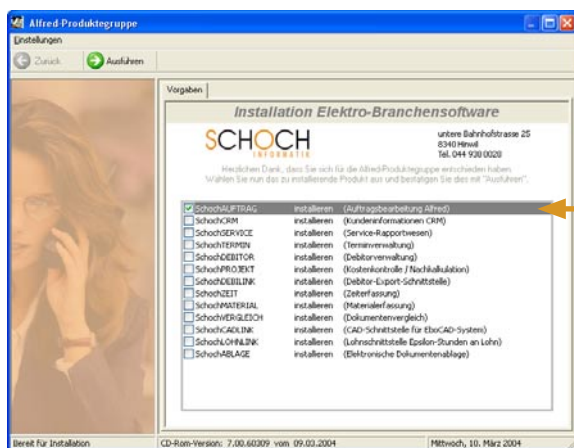 Alfred-Produktegruppe
Einstellungen
Zurück Ausführen
Vorgaben
Installation Elektro-Branchensoftware
SCHOCH
INFORMATIK
untere Bahnhofstrasse 25
8340 Hinwil
Tel. 044 938 0028
Herzlichen Dank, dass Sie sich für die Alfred-Produktegruppe entschieden haben.
Wählen Sie nun das zu installierende Produkt aus und bestätigen Sie dies mit "Ausführen".
SchochAUFTRAG installieren (Auftragsbearbeitung Alfred)
SchochCRM installieren (Kundeninformationen CRM)
SchochSERVICE installieren (Service-Rapportwesen)
SchochTERMIN installieren (Terminverwaltung)
SchochDEBITOR installieren (Debitorverwaltung)
SchochPROJEKT installieren (Kostenkontrolle / Nachkalkulation)
SchochDEBILINK installieren (Debitor-Export-Schnittstelle)
SchochZEIT installieren (Zeiterfassung)
SchochMATERIAL installieren (Materialerfassung)
SchochVERGLEICH installieren (Dokumentenvergleich)
SchochCADLINK installieren (CAD-Schnittstelle für EboCAD-System)
SchochLOHNLINK installieren (Lohnschnittstelle Epsilon-Stunden an Lohn)
SchochABLAGE installieren (Elektronische Dokumentenablage)
Bereit für Installation CD-Rom-Version: 7.00.60309 vom 09.03.2004 Mittwoch, 10. März 2004